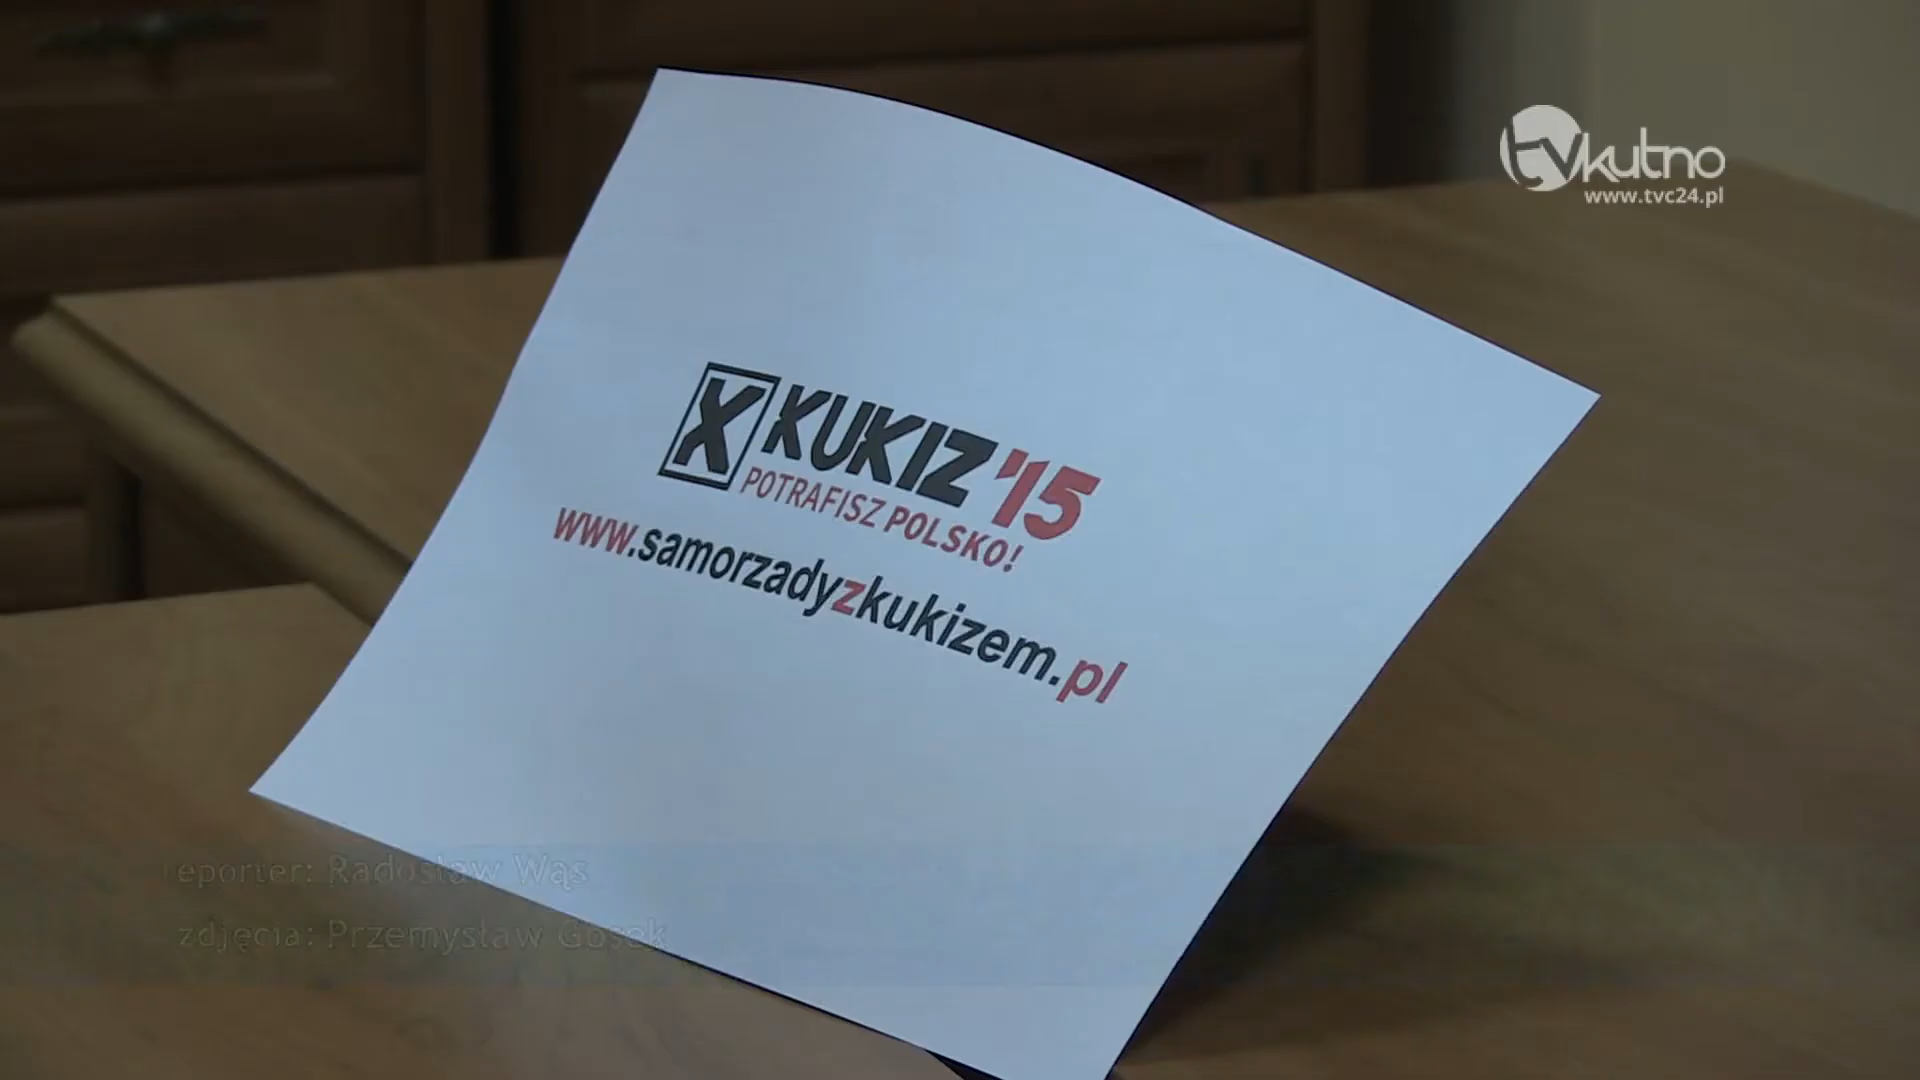 tvkutno
www.tvc24.pl
X KUKIZ'15
POTRAFISZ POLSKO!
www.samorzadyzkukizem.pl
reporter: Radosław Wąs
zdjęcia: Przemysław Gosek